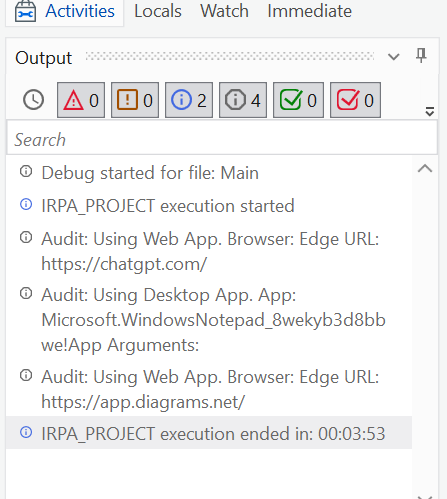 Activities Locals Watch Immediate
Output
0 0 2 4 0 0
Search
Debug started for file: Main
IRPA_PROJECT execution started
Audit: Using Web App. Browser: Edge URL:
https://chatgpt.com/
Audit: Using Desktop App. App:
Microsoft.WindowsNotepad_8wekyb3d8bb
we!App Arguments:
Audit: Using Web App. Browser: Edge URL:
https://app.diagrams.net/
IRPA_PROJECT execution ended in: 00:03:53